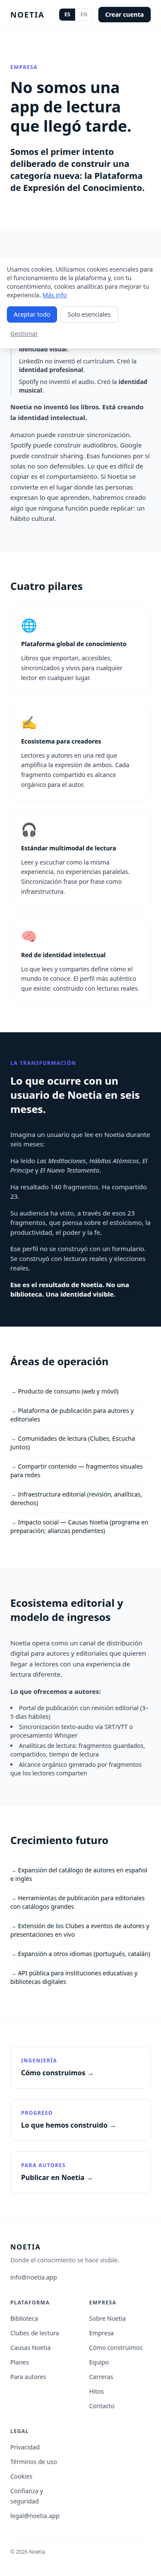 NOETIA
ES
EN
Crear cuenta
EMPRESA
No somos una
app de lectura
que llegó tarde.
Somos el primer intento
deliberado de construir una
categoría nueva: la Plataforma
de Expresión del Conocimiento.
Usamos cookies. Utilizamos cookies esenciales para
el funcionamiento de la plataforma y, con tu
consentimiento, cookies analíticas para mejorar tu
experiencia. Más info
Aceptar todo
Solo esenciales
Gestionar
identidad visual.
LinkedIn no inventó el currículum. Creó la
identidad profesional.
Spotify no inventó el audio. Creó la identidad
musical.
Noetia no inventó los libros. Está creando
la identidad intelectual.
Amazon puede construir sincronización.
Spotify puede construir audiolibros. Google
puede construir sharing. Esas funciones por sí
solas no son defensibles. Lo que es difícil de
copiar es el comportamiento. Si Noetia se
convierte en el lugar donde las personas
expresan lo que aprenden, habremos creado
algo que ninguna función puede replicar: un
hábito cultural.
Cuatro pilares
🌐
Plataforma global de conocimiento
Libros que importan, accesibles,
sincronizados y vivos para cualquier
lector en cualquier lugar.
✍️
Ecosistema para creadores
Lectores y autores en una red que
amplifica la expresión de ambos. Cada
fragmento compartido es alcance
orgánico para el autor.
🎧
Estándar multimodal de lectura
Leer y escuchar como la misma
experiencia, no experiencias paralelas.
Sincronización frase por frase como
infraestructura.
🧠
Red de identidad intelectual
Lo que lees y compartes define cómo el
mundo te conoce. El perfil más auténtico
que existe: construido con lecturas reales.
LA TRANSFORMACIÓN
Lo que ocurre con un
usuario de Noetia en seis
meses.
Imagina un usuario que lee en Noetia durante
seis meses:
Ha leído Las Meditaciones, Hábitos Atómicos, El
Príncipe y El Nuevo Testamento.
Ha resaltado 140 fragmentos. Ha compartido
23.
Su audiencia ha visto, a través de esos 23
fragmentos, que piensa sobre el estoicismo, la
productividad, el poder y la fe.
Ese perfil no se construyó con un formulario.
Se construyó con lecturas reales y elecciones
reales.
Ese es el resultado de Noetia. No una
biblioteca. Una identidad visible.
Áreas de operación
→ Producto de consumo (web y móvil)
→ Plataforma de publicación para autores y
editoriales
→ Comunidades de lectura (Clubes, Escucha
Juntos)
→ Compartir contenido — fragmentos visuales
para redes
→ Infraestructura editorial (revisión, analíticas,
derechos)
→ Impacto social — Causas Noetia (programa en
preparación; alianzas pendientes)
Ecosistema editorial y
modelo de ingresos
Noetia opera como un canal de distribución
digital para autores y editoriales que quieren
llegar a lectores con una experiencia de
lectura diferente.
Lo que ofrecemos a autores:
• Portal de publicación con revisión editorial (3–
5 días hábiles)
• Sincronización texto-audio vía SRT/VTT o
procesamiento Whisper
• Analíticas de lectura: fragmentos guardados,
compartidos, tiempo de lectura
• Alcance orgánico generado por fragmentos
que los lectores comparten
Crecimiento futuro
→ Expansión del catálogo de autores en español
e inglés
→ Herramientas de publicación para editoriales
con catálogos grandes
→ Extensión de los Clubes a eventos de autores y
presentaciones en vivo
→ Expansión a otros idiomas (portugués, catalán)
→ API pública para instituciones educativas y
bibliotecas digitales
INGENIERÍA
Cómo construimos →
PROGRESO
Lo que hemos construido →
PARA AUTORES
Publicar en Noetia →
NOETIA
Donde el conocimiento se hace visible.
info@noetia.app
PLATAFORMA
Biblioteca
Clubes de lectura
Causas Noetia
Planes
Para autores
EMPRESA
Sobre Noetia
Empresa
Cómo construimos
Equipo
Carreras
Hitos
Contacto
LEGAL
Privacidad
Términos de uso
Cookies
Confianza y
seguridad
legal@noetia.app
© 2026 Noetia